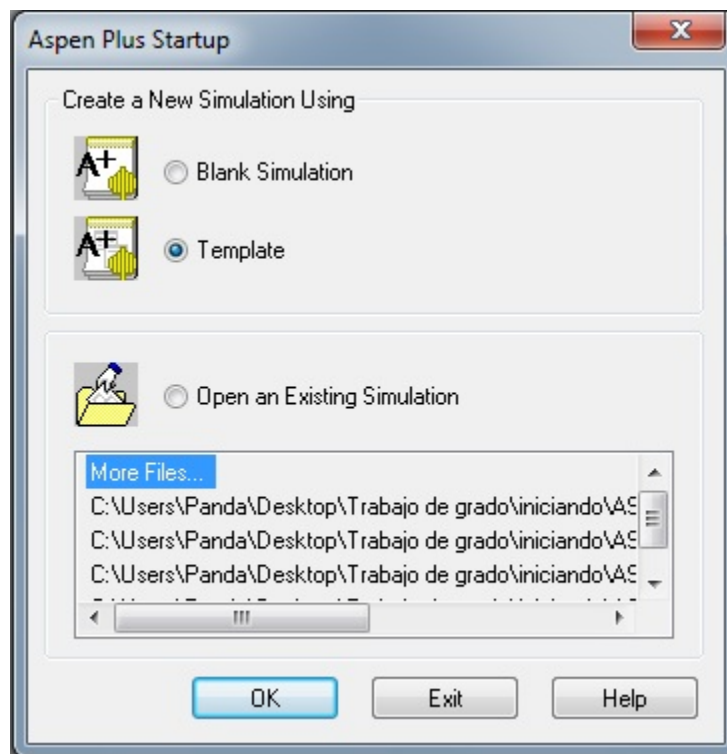 Aspen Plus Startup
Create a New Simulation Using
A+
Blank Simulation
A+
Template
Open an Existing Simulation
More Files...
C:\Users\Panda\Desktop\Trabajo de grado\iniciando\AS
C:\Users\Panda\Desktop\Trabajo de grado\iniciando\AS
C:\Users\Panda\Desktop\Trabajo de grado\iniciando\AS
OK Exit Help